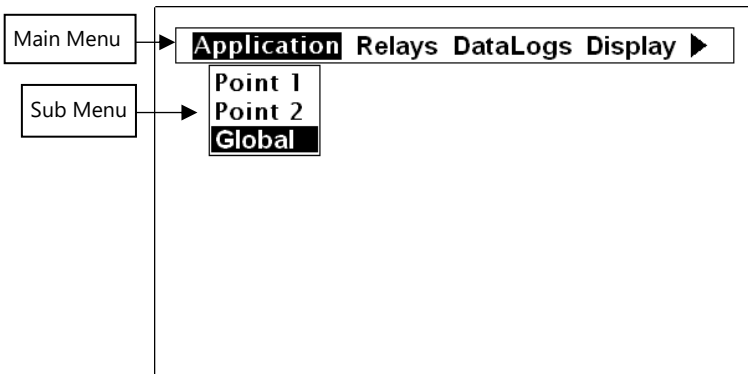 Main Menu
Application Relays DataLogs Display ▶
Sub Menu
Point 1
Point 2
Global